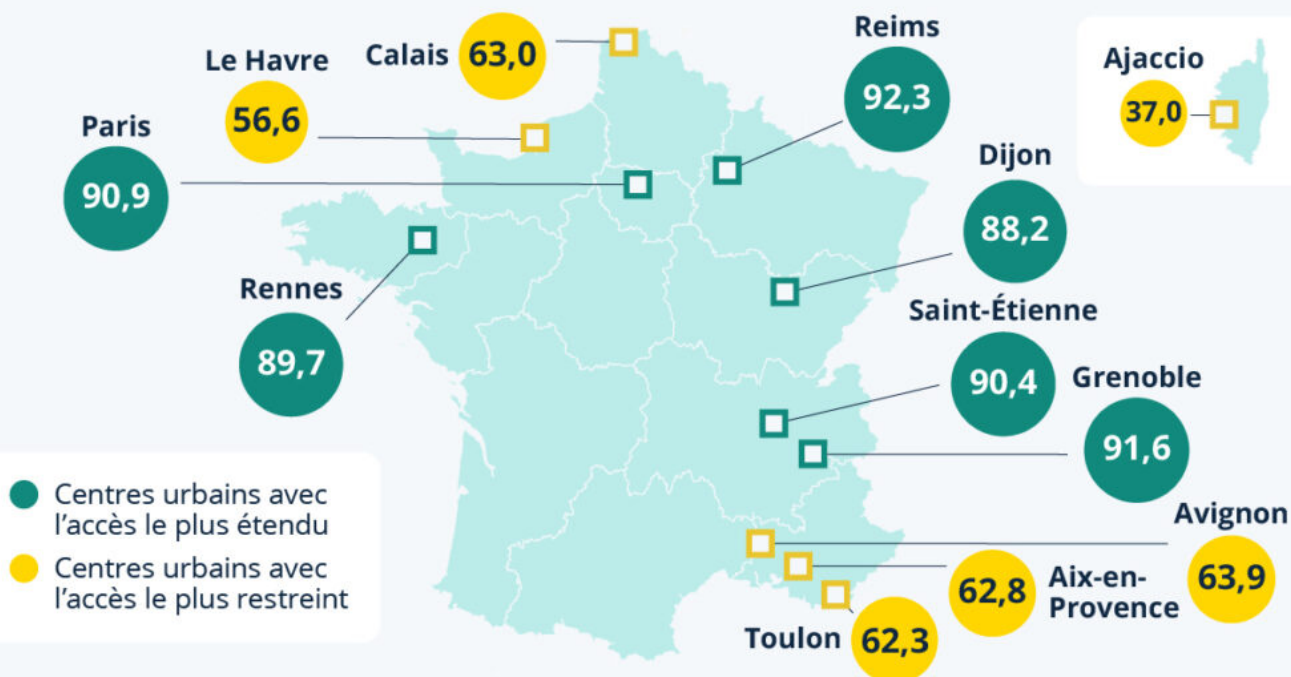 Calais
63,0
Reims
92,3
Ajaccio
37,0
Le Havre
56,6
Paris
90,9
Dijon
88,2
Rennes
89,7
Saint-Étienne
90,4
Grenoble
91,6
Centres urbains avec
l'accès le plus étendu
Centres urbains avec
l'accès le plus restreint
Avignon
63,9
Aix-en-
Provence
62,8
Toulon
62,3